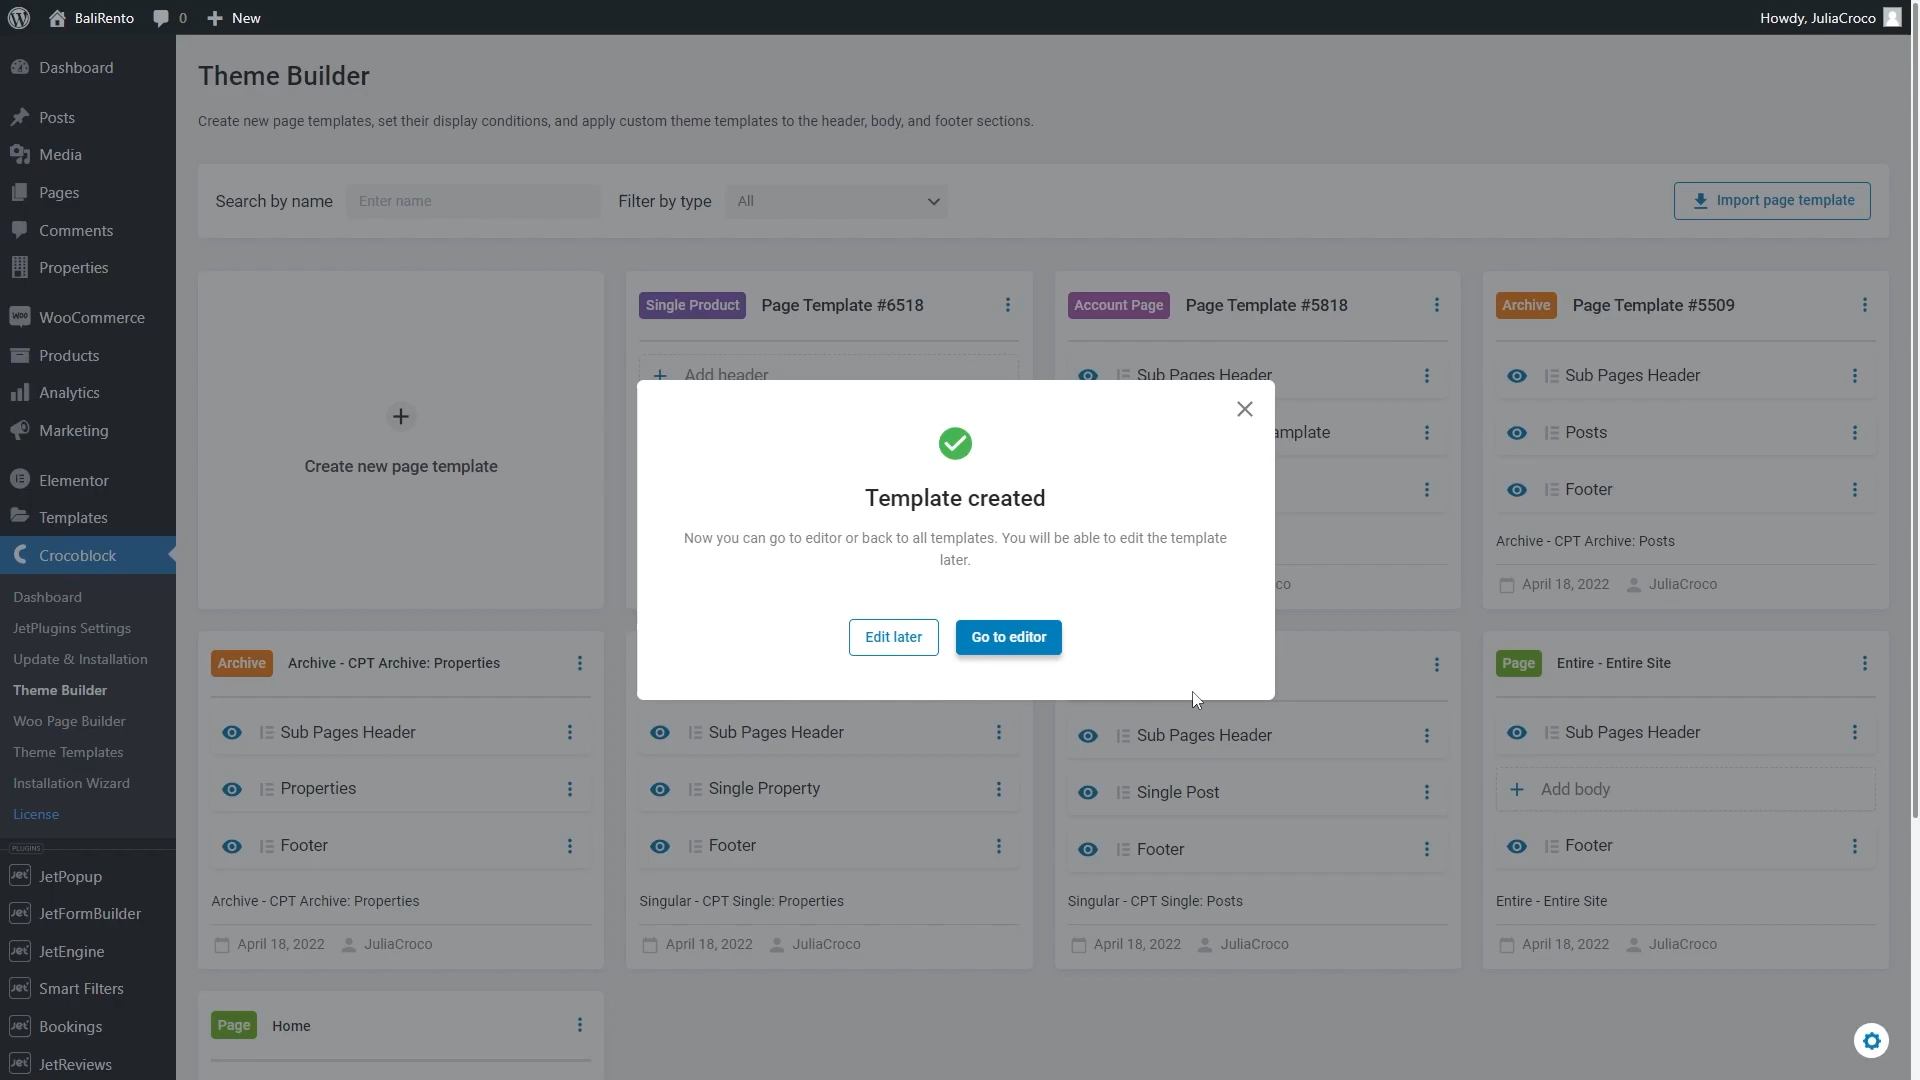 BaliRento
0
New
Howdy, JuliaCroco
Dashboard
Posts
Media
Pages
Comments
Properties
WooCommerce
Products
Analytics
Marketing
Elementor
Templates
Crocoblock
Dashboard
JetPlugins Settings
Update & Installation
Theme Builder
Woo Page Builder
Theme Templates
Installation Wizard
License
PLUGINS
JetPopup
JetFormBuilder
JetEngine
Smart Filters
Bookings
JetReviews
Theme Builder
Create new page templates, set their display conditions, and apply custom theme templates to the header, body, and footer sections.
Search by name
Enter name
Filter by type
All
Import page template
Create new page template
Single Product
Page Template #6518
Add header
Account Page
Page Template #5818
Sub Pages Header
Archive
Page Template #5509
Sub Pages Header
Posts
Footer
Archive - CPT Archive: Posts
April 18, 2022
JuliaCroco
Template created
Now you can go to editor or back to all templates. You will be able to edit the template
later.
Edit later
Go to editor
Archive
Archive - CPT Archive: Properties
Sub Pages Header
Properties
Footer
Archive - CPT Archive: Properties
April 18, 2022
JuliaCroco
Sub Pages Header
Single Property
Footer
Singular - CPT Single: Properties
April 18, 2022
JuliaCroco
Sub Pages Header
Single Post
Footer
Singular - CPT Single: Posts
April 18, 2022
JuliaCroco
Page
Entire - Entire Site
Sub Pages Header
Add body
Footer
Entire - Entire Site
April 18, 2022
JuliaCroco
Page
Home